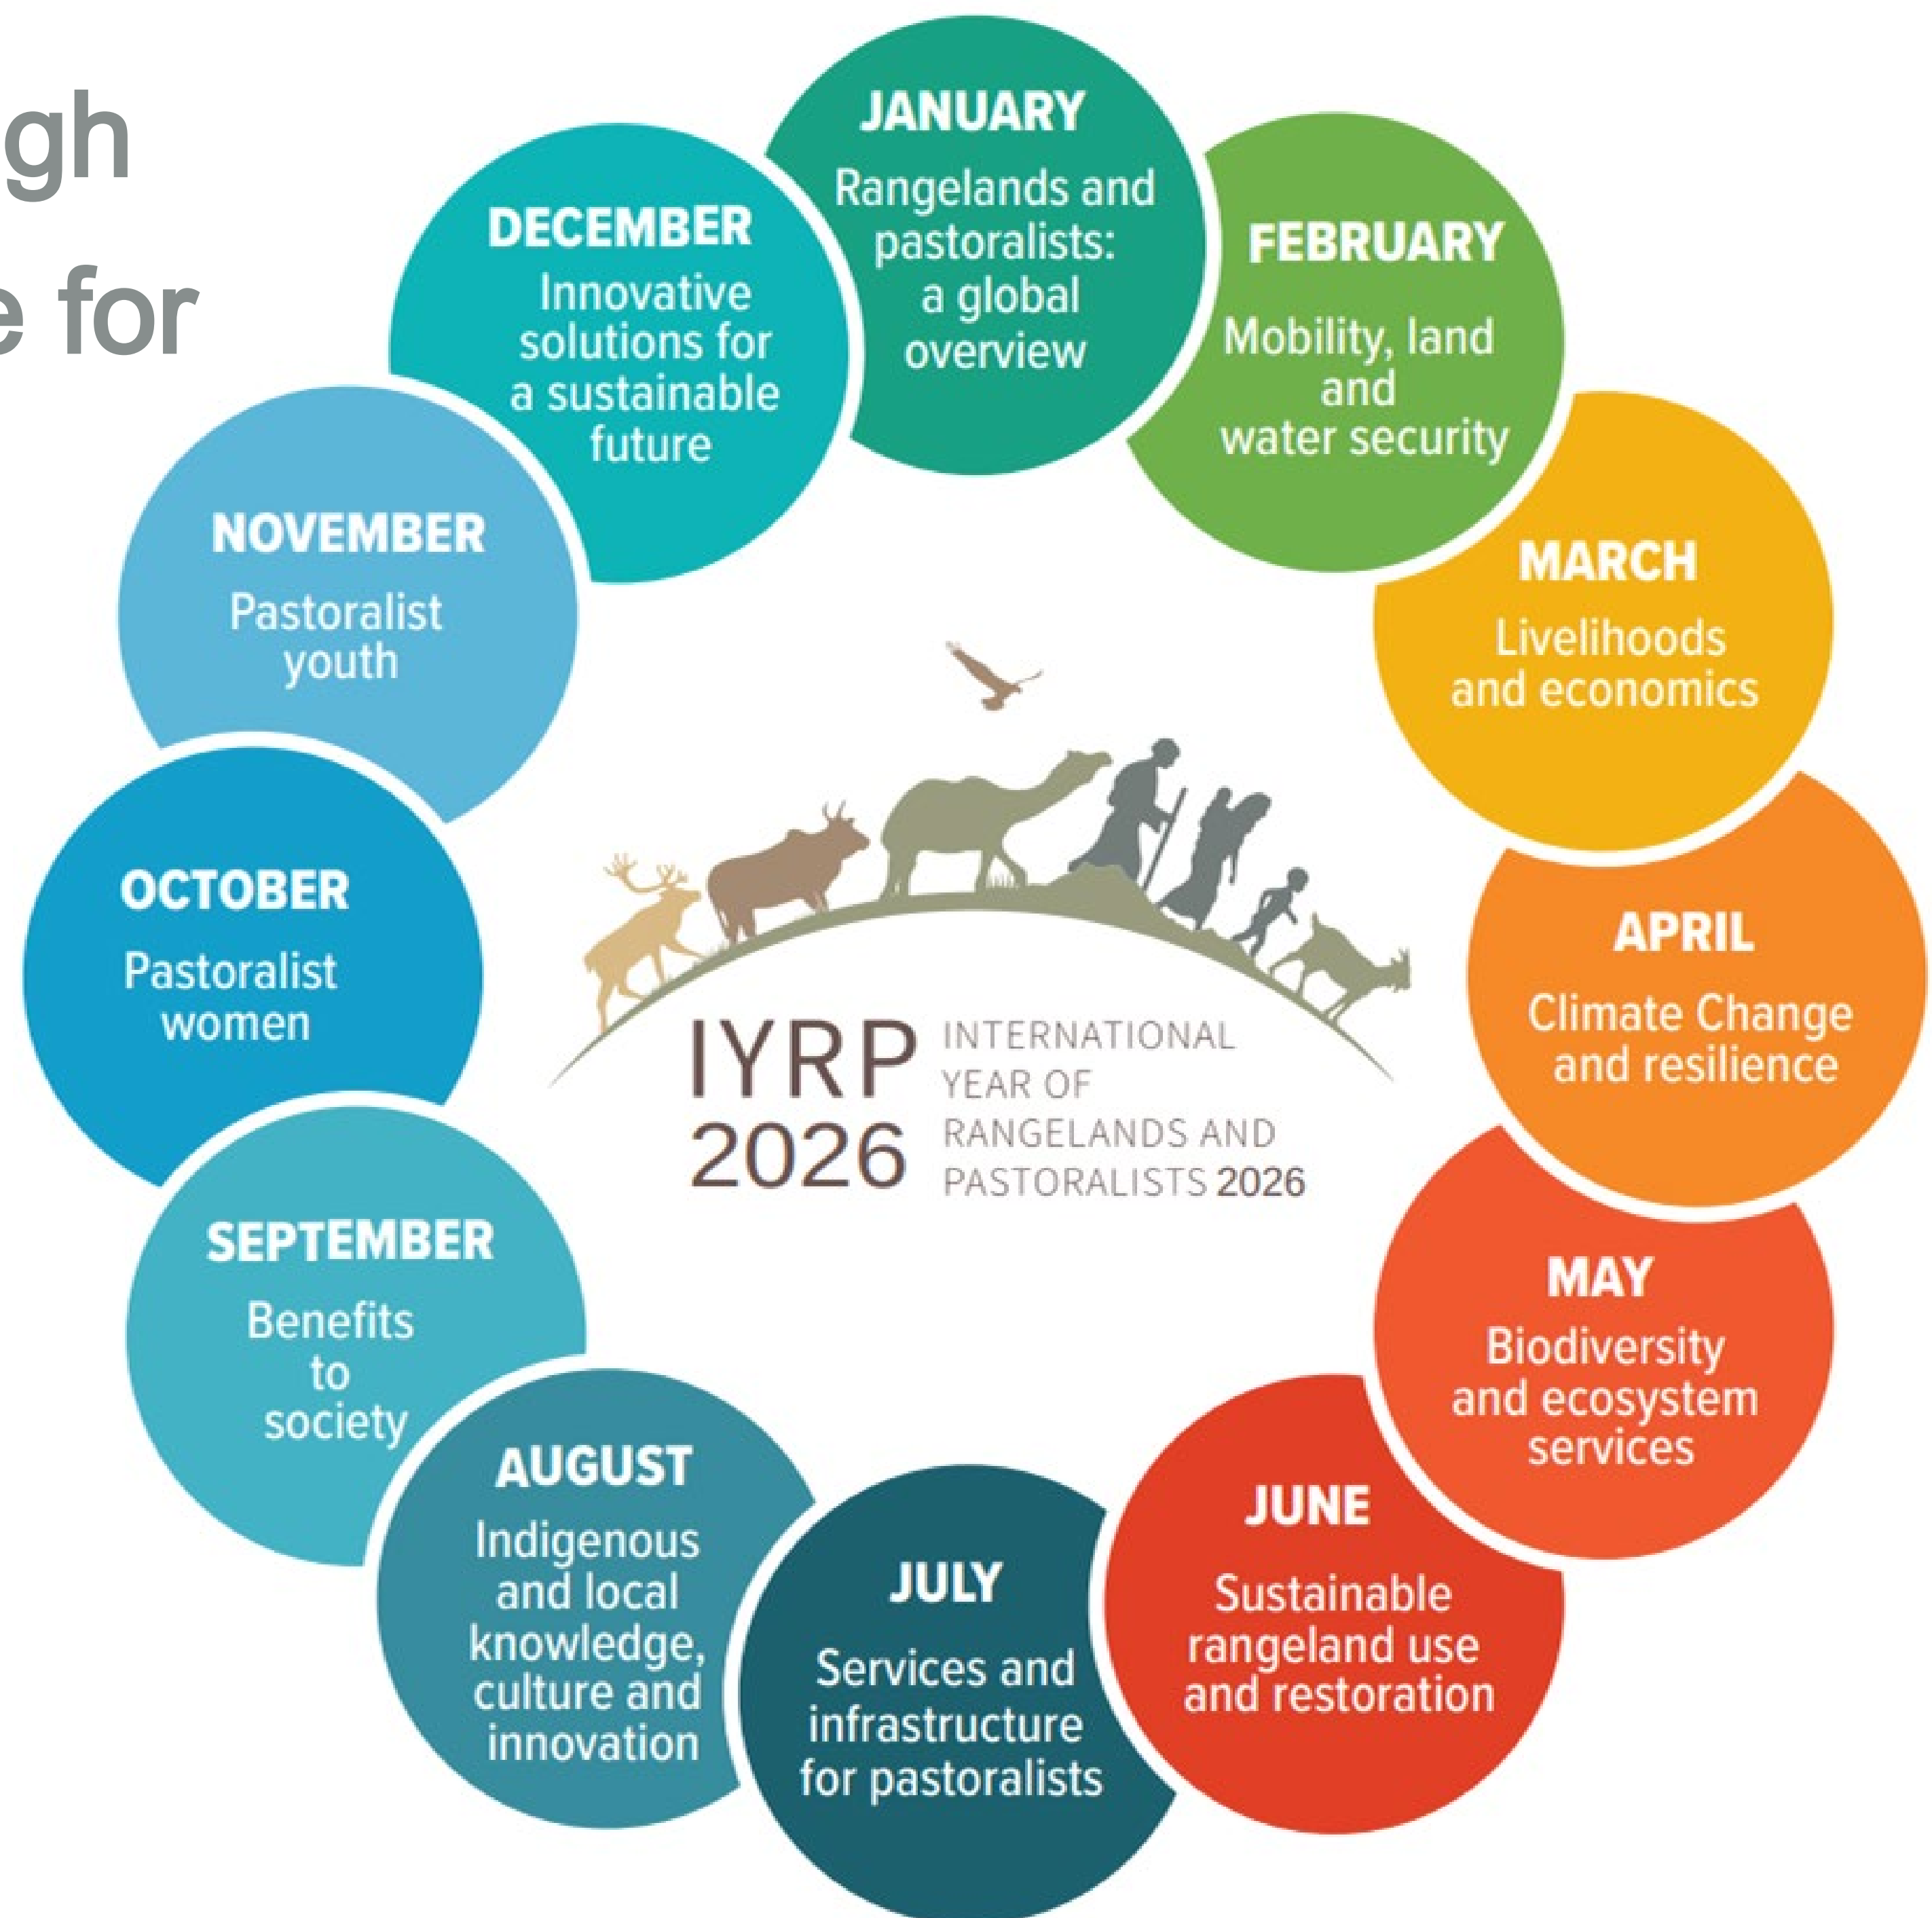 gh
e for
JANUARY
Rangelands and
pastoralists:
a global
overview
FEBRUARY
Mobility, land
and
water security
MARCH
Livelihoods
and economics
APRIL
Climate Change
and resilience
MAY
Biodiversity
and ecosystem
services
JUNE
Sustainable
rangeland use
and restoration
JULY
Services and
infrastructure
for pastoralists
AUGUST
Indigenous
and local
knowledge,
culture and
innovation
SEPTEMBER
Benefits
to
society
OCTOBER
Pastoralist
women
NOVEMBER
Pastoralist
youth
DECEMBER
Innovative
solutions for
a sustainable
future
IYRP
2026
INTERNATIONAL
YEAR OF
RANGELANDS AND
PASTORALISTS 2026